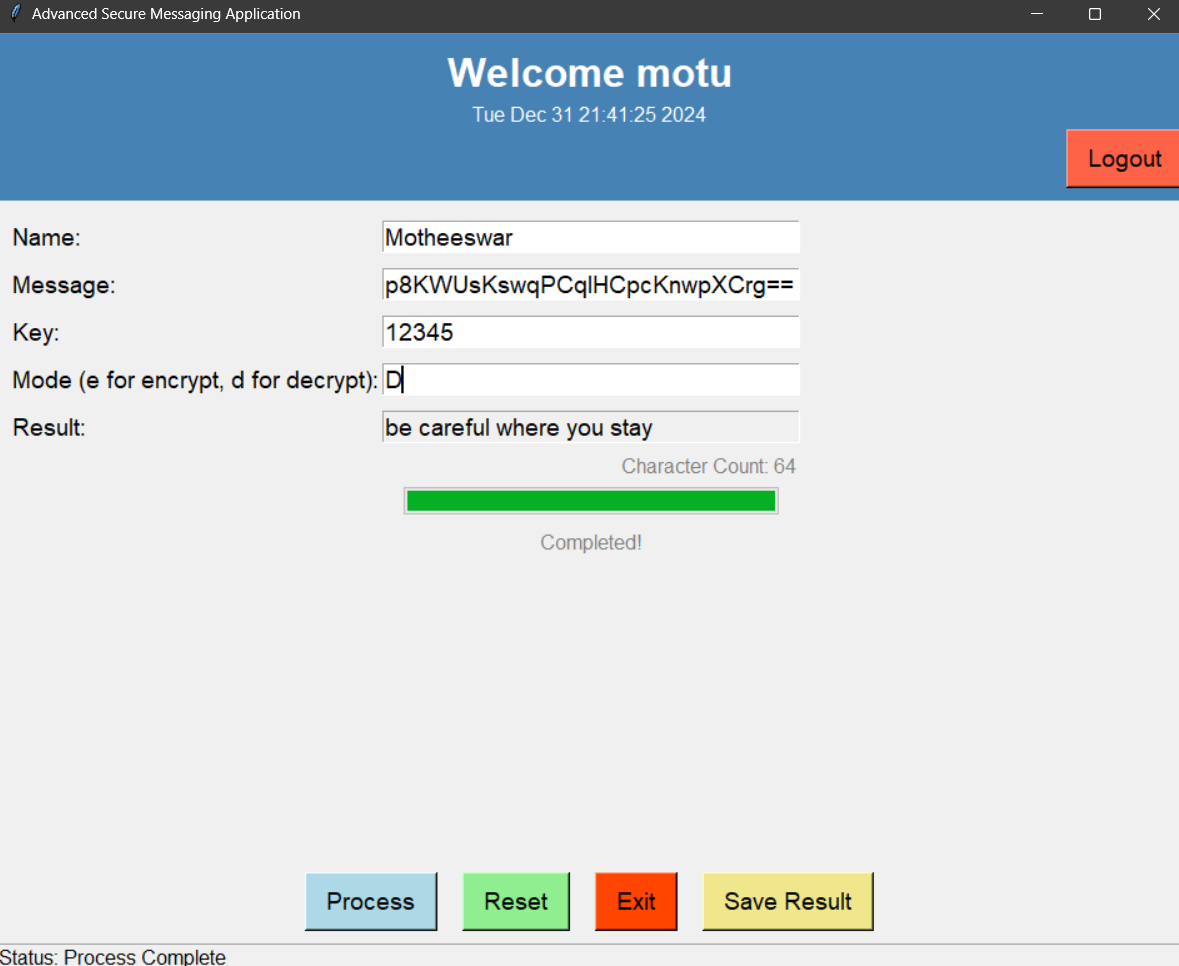 Advanced Secure Messaging Application
Welcome motu
Tue Dec 31 21:41:25 2024
Logout
Name: Motheeswar
Message: p8KWUsKswqPCqlHCpcKnwpXCrg==
Key: 12345
Mode (e for encrypt, d for decrypt): D
Result: be careful where you stay
Character Count: 64
Completed!
Process Reset Exit Save Result
Status: Process Complete